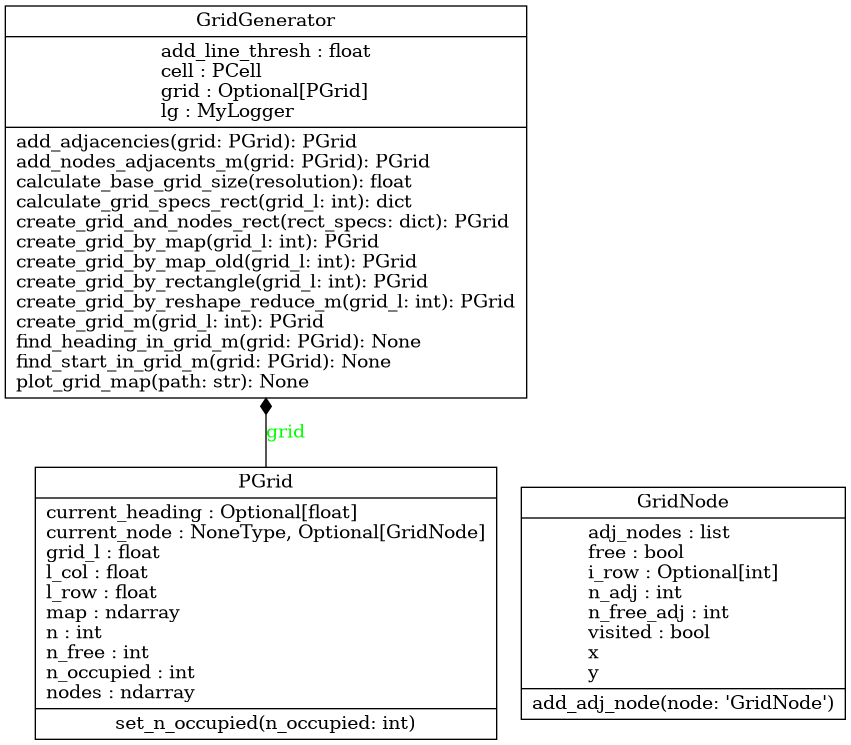 GridGenerator
add_line_thresh : float
cell : PCell
grid : Optional[PGrid]
lg : MyLogger
add_adjacencies(grid: PGrid): PGrid
add_nodes_adjacents_m(grid: PGrid): PGrid
calculate_base_grid_size(resolution): float
calculate_grid_specs_rect(grid_l: int): dict
create_grid_and_nodes_rect(rect_specs: dict): PGrid
create_grid_by_map(grid_l: int): PGrid
create_grid_by_map_old(grid_l: int): PGrid
create_grid_by_rectangle(grid_l: int): PGrid
create_grid_by_reshape_reduce_m(grid_l: int): PGrid
create_grid_m(grid_l: int): PGrid
find_heading_in_grid_m(grid: PGrid): None
find_start_in_grid_m(grid: PGrid): None
plot_grid_map(path: str): None
grid
PGrid
current_heading : Optional[float]
current_node : NoneType, Optional[GridNode]
grid_l : float
l_col : float
l_row : float
map : ndarray
n : int
n_free : int
n_occupied : int
nodes : ndarray
set_n_occupied(n_occupied: int)
GridNode
adj_nodes : list
free : bool
i_row : Optional[int]
n_adj : int
n_free_adj : int
visited : bool
x
y
add_adj_node(node: 'GridNode')